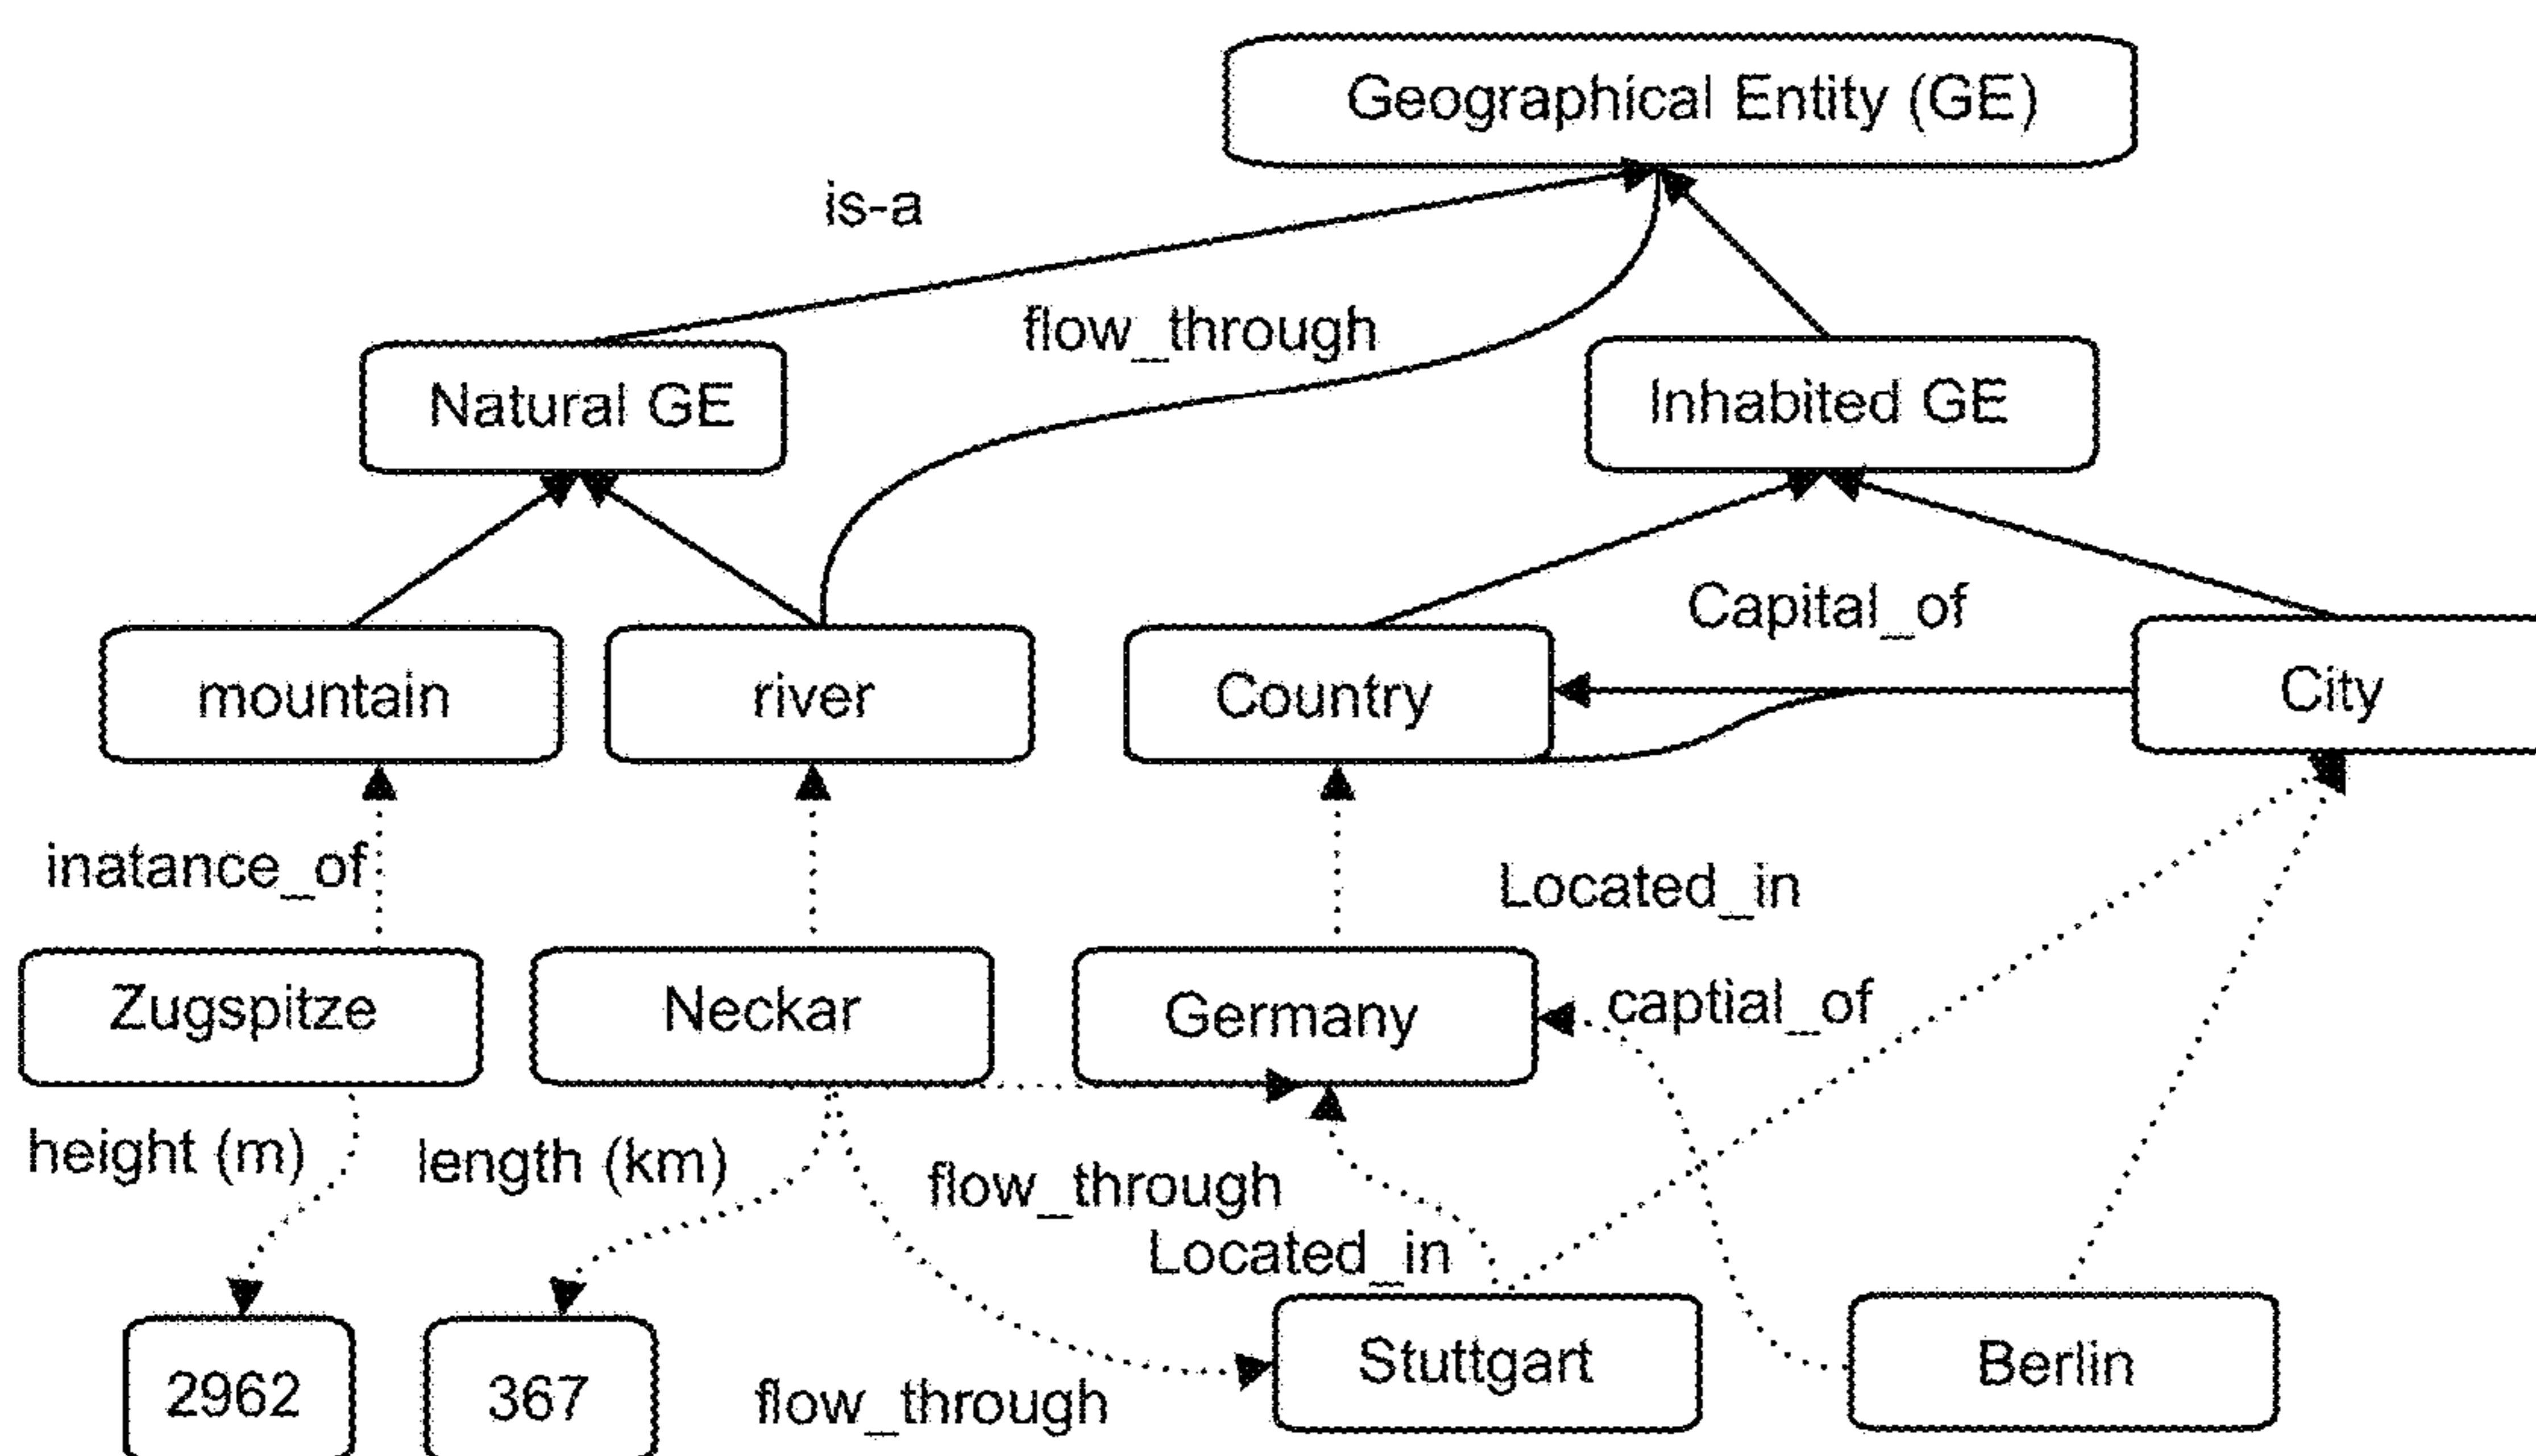 Geographical Entity (GE)
is-a
flow_through
Natural GE
Inhabited GE
Capital_of
mountain
river
Country
City
inatance_of
Located_in
Zugspitze
Neckar
Germany
captial_of
height (m)
length (km)
flow_through
Located_in
2962
367
flow_through
Stuttgart
Berlin